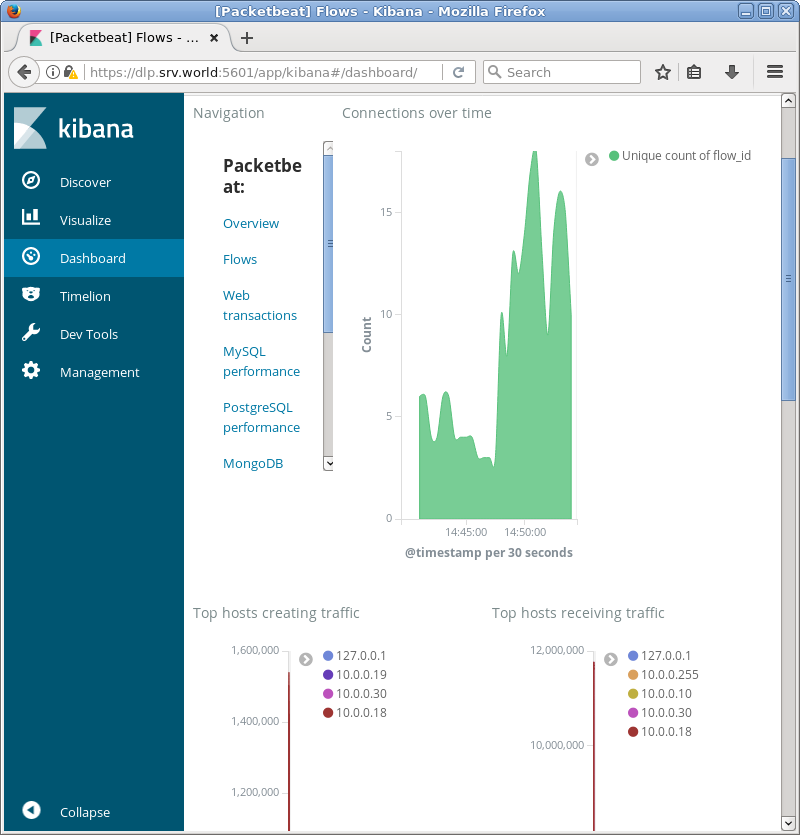 [Packetbeat] Flows - Kibana - Mozilla Firefox
[Packetbeat] Flows - ...
https://dlp.srv.world:5601/app/kibana#/dashboard/
Search
kibana
Discover
Visualize
Dashboard
Timelion
Dev Tools
Management
Collapse
Navigation
Packetbe
at:
Overview
Flows
Web
transactions
MySQL
performance
PostgreSQL
performance
MongoDB
Connections over time
Unique count of flow_id
15
10
5
0
Count
14:45:00 14:50:00
@timestamp per 30 seconds
Top hosts creating traffic
1,600,000
1,400,000
1,200,000
127.0.0.1
10.0.0.19
10.0.0.30
10.0.0.18
Top hosts receiving traffic
12,000,000
10,000,000
127.0.0.1
10.0.0.255
10.0.0.10
10.0.0.30
10.0.0.18